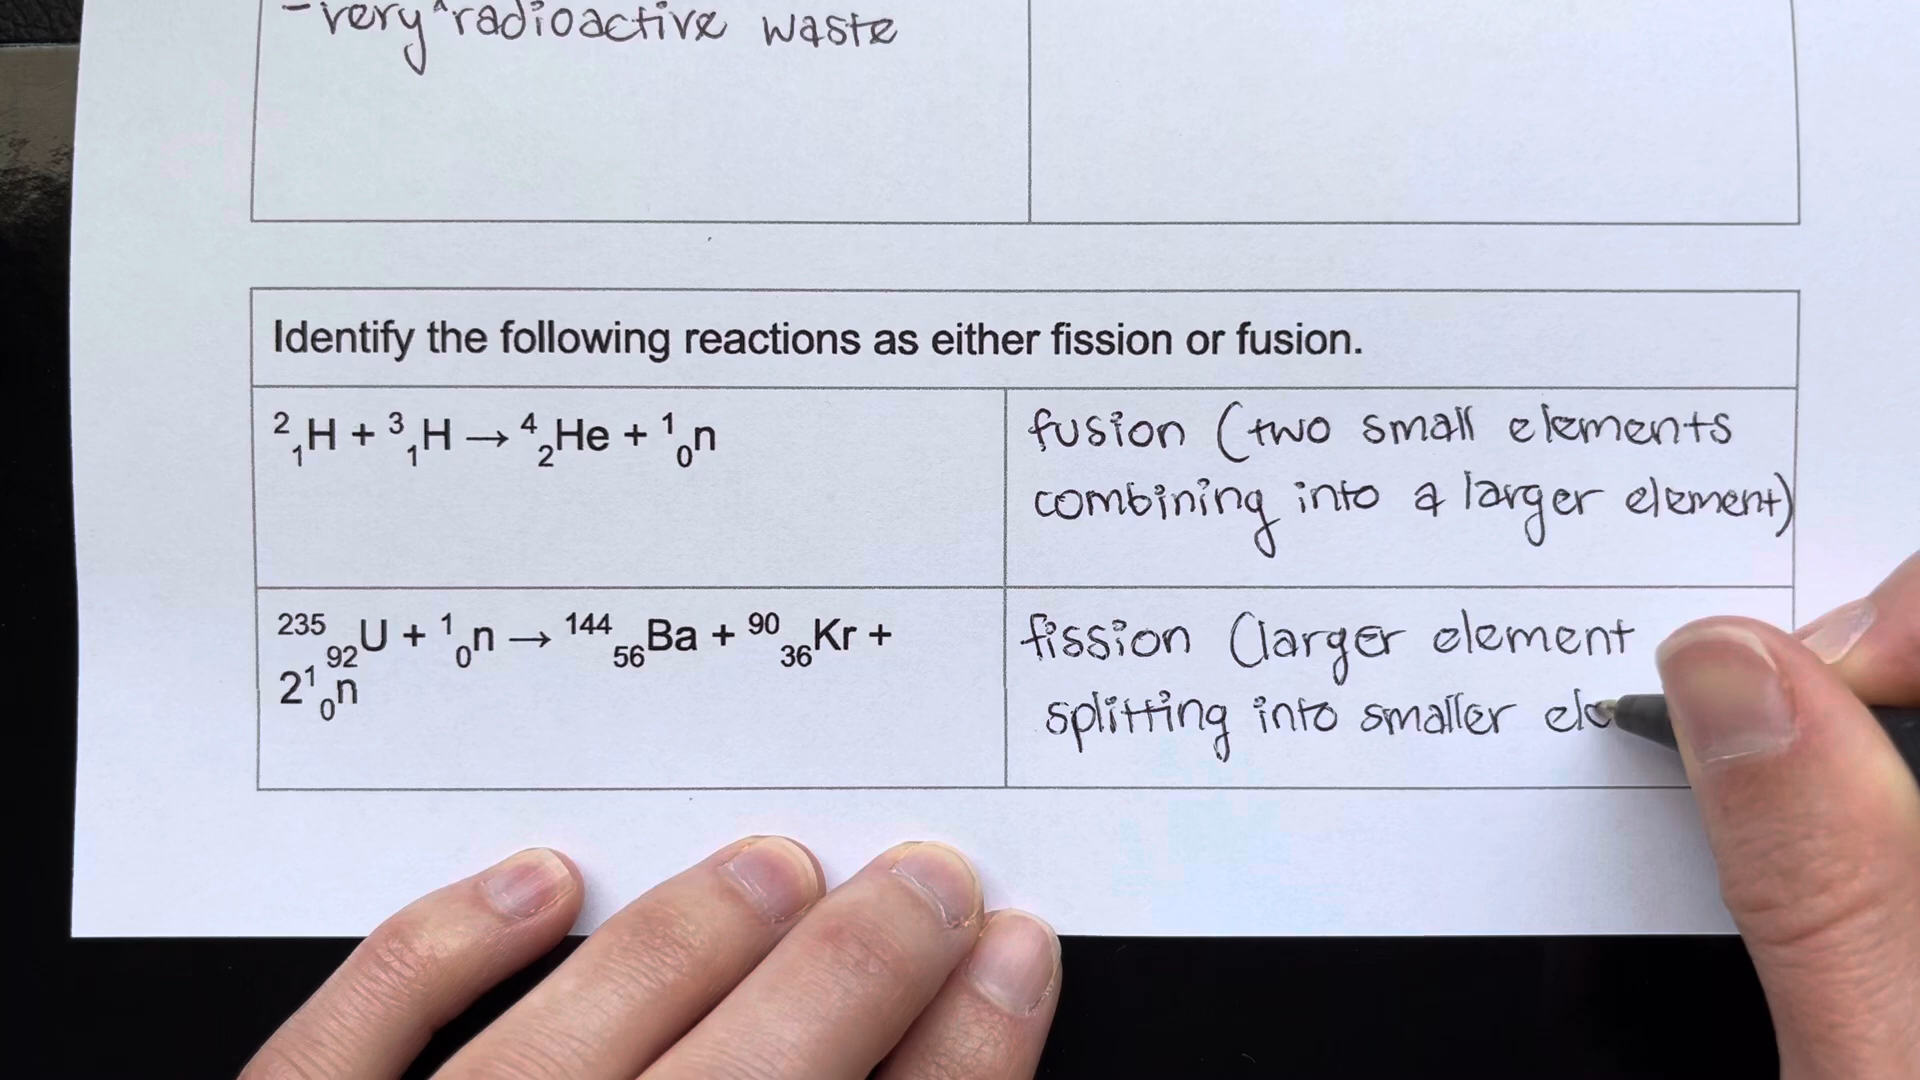 -very^radioactive waste
Identify the following reactions as either fission or fusion.
²₁H + ³₁H → ⁴₂He + ¹₀n
fusion (two small elements
combining into a larger element)
²³⁵₉₂U + ¹₀n → ¹⁴⁴₅₆Ba + ⁹⁰₃₆Kr +
2¹₀n
fission (larger element
splitting into smaller ele